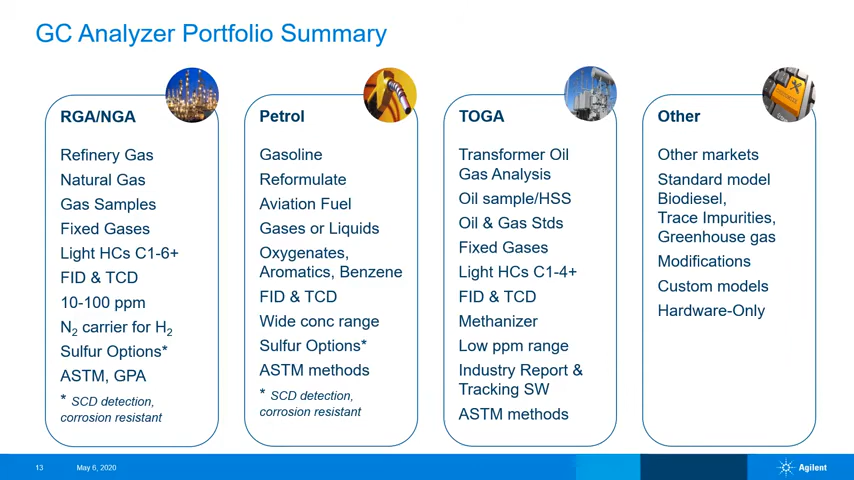 GC Analyzer Portfolio Summary
RGA/NGA
Refinery Gas
Natural Gas
Gas Samples
Fixed Gases
Light HCs C1-6+
FID & TCD
10-100 ppm
N2 carrier for H2
Sulfur Options*
ASTM, GPA
* SCD detection,
corrosion resistant
Petrol
Gasoline
Reformulate
Aviation Fuel
Gases or Liquids
Oxygenates,
Aromatics, Benzene
FID & TCD
Wide conc range
Sulfur Options*
ASTM methods
* SCD detection,
corrosion resistant
TOGA
Transformer Oil
Gas Analysis
Oil sample/HSS
Oil & Gas Stds
Fixed Gases
Light HCs C1-4+
FID & TCD
Methanizer
Low ppm range
Industry Report &
Tracking SW
ASTM methods
Other
Other markets
Standard model
Biodiesel,
Trace Impurities,
Greenhouse gas
Modifications
Custom models
Hardware-Only
13
May 6, 2020
Agilent